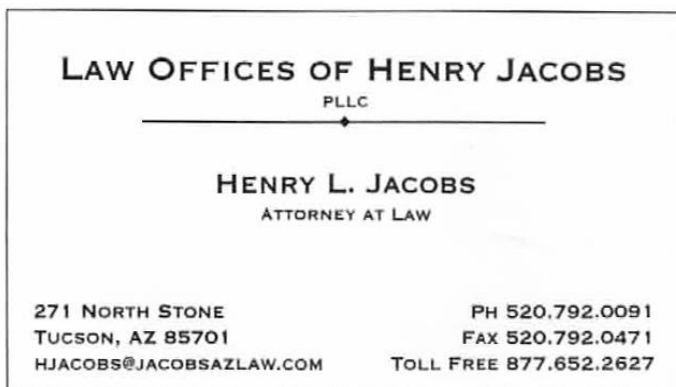 LAW OFFICES OF HENRY JACOBS
PLLC
HENRY L. JACOBS
ATTORNEY AT LAW
271 NORTH STONE
TUCSON, AZ 85701
HJACOBS@JACOBSAZLAW.COM
PH 520.792.0091
FAX 520.792.0471
TOLL FREE 877.652.2627